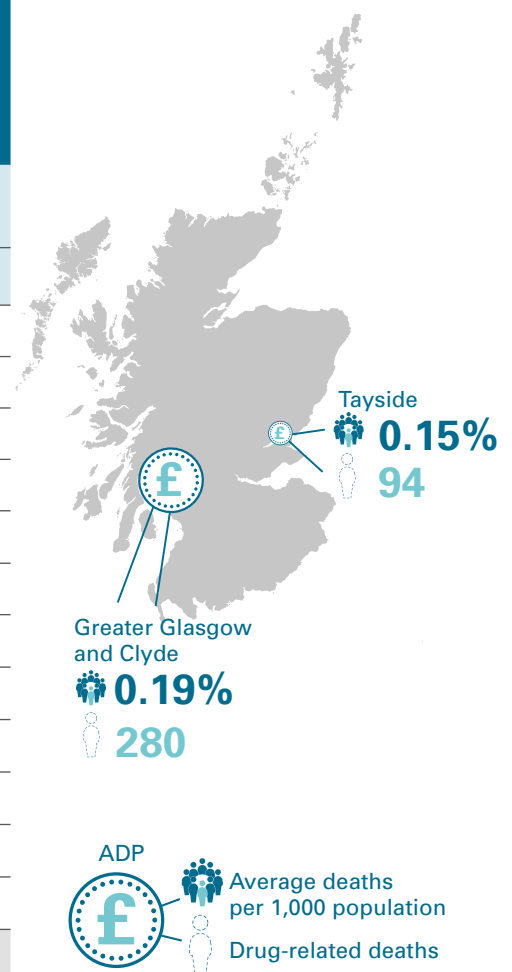 Tayside
£
0.15%
94
£
Greater Glasgow
and Clyde
0.19%
280
ADP
£
Average deaths
per 1,000 population
Drug-related deaths